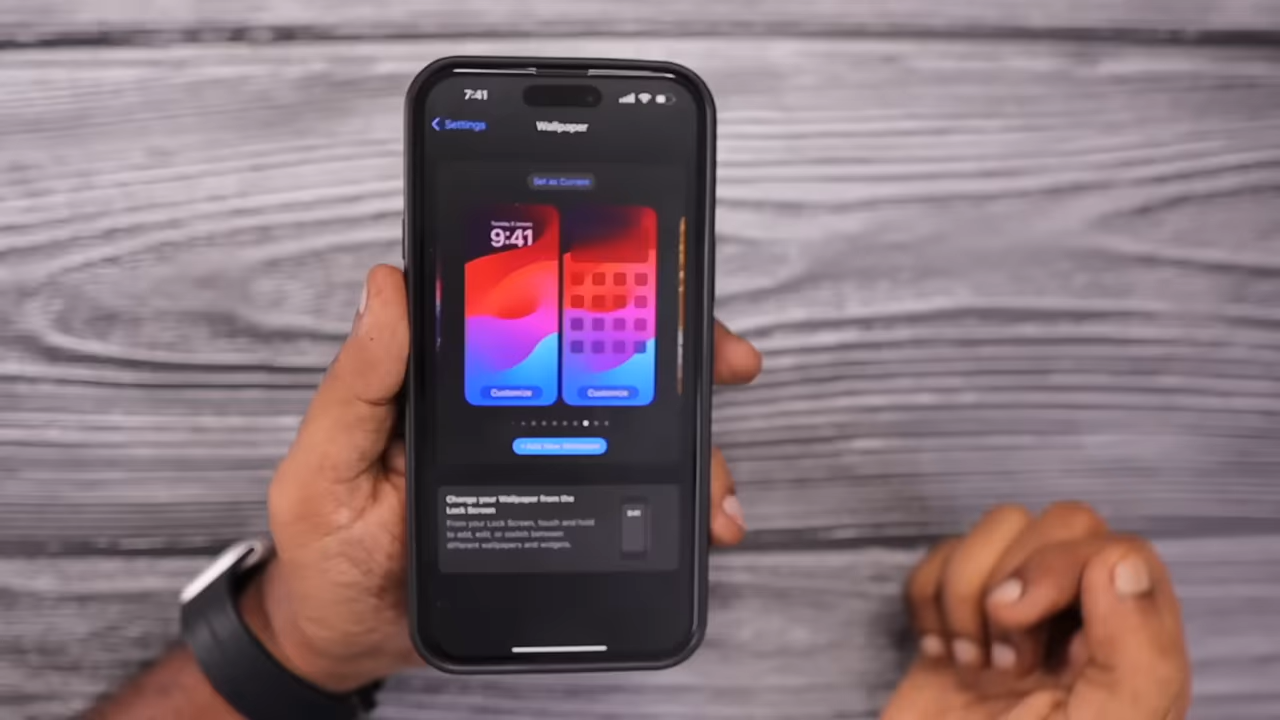 7:41
Settings
Wallpaper
Set as Current
9:41
Customize
Customize
+ Add New Wallpaper
Change your Wallpaper from the
Lock Screen
From your Lock Screen, touch and hold
to add, edit, or switch between
different wallpapers and widgets.
9:41